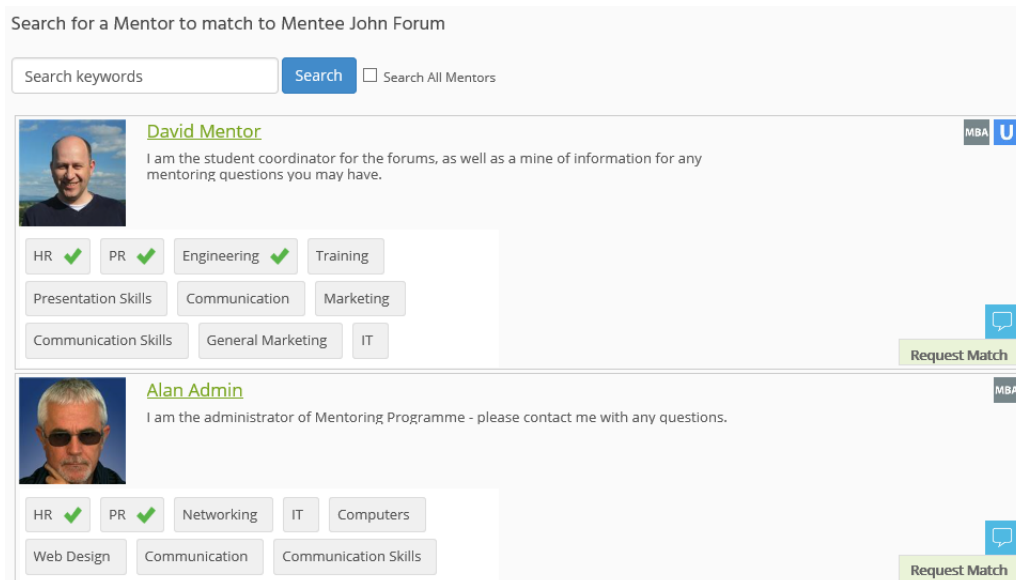 Search for a Mentor to match to Mentee John Forum
Search keywords Search Search All Mentors
David Mentor MBA U
I am the student coordinator for the forums, as well as a mine of information for any
mentoring questions you may have.
HR PR Engineering Training
Presentation Skills Communication Marketing
Communication Skills General Marketing IT
Request Match
Alan Admin MBA
I am the administrator of Mentoring Programme - please contact me with any questions.
HR PR Networking IT Computers
Web Design Communication Communication Skills
Request Match